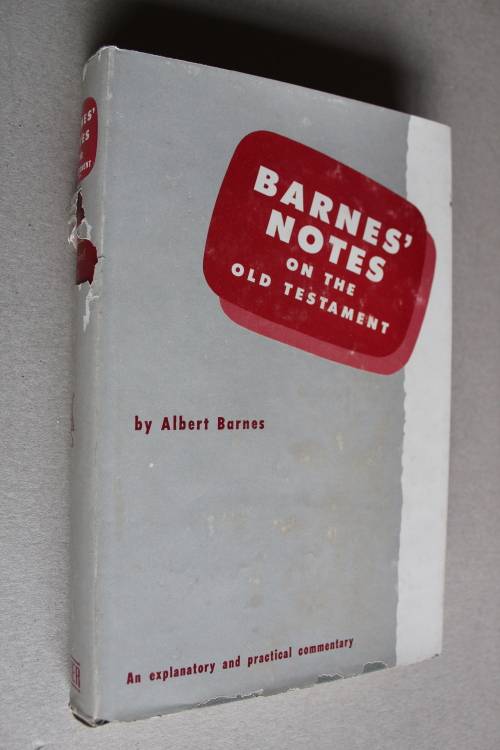 BARNES'
NOTES
ON THE
OLD TESTAMENT
by Albert Barnes
An explanatory and practical commentary